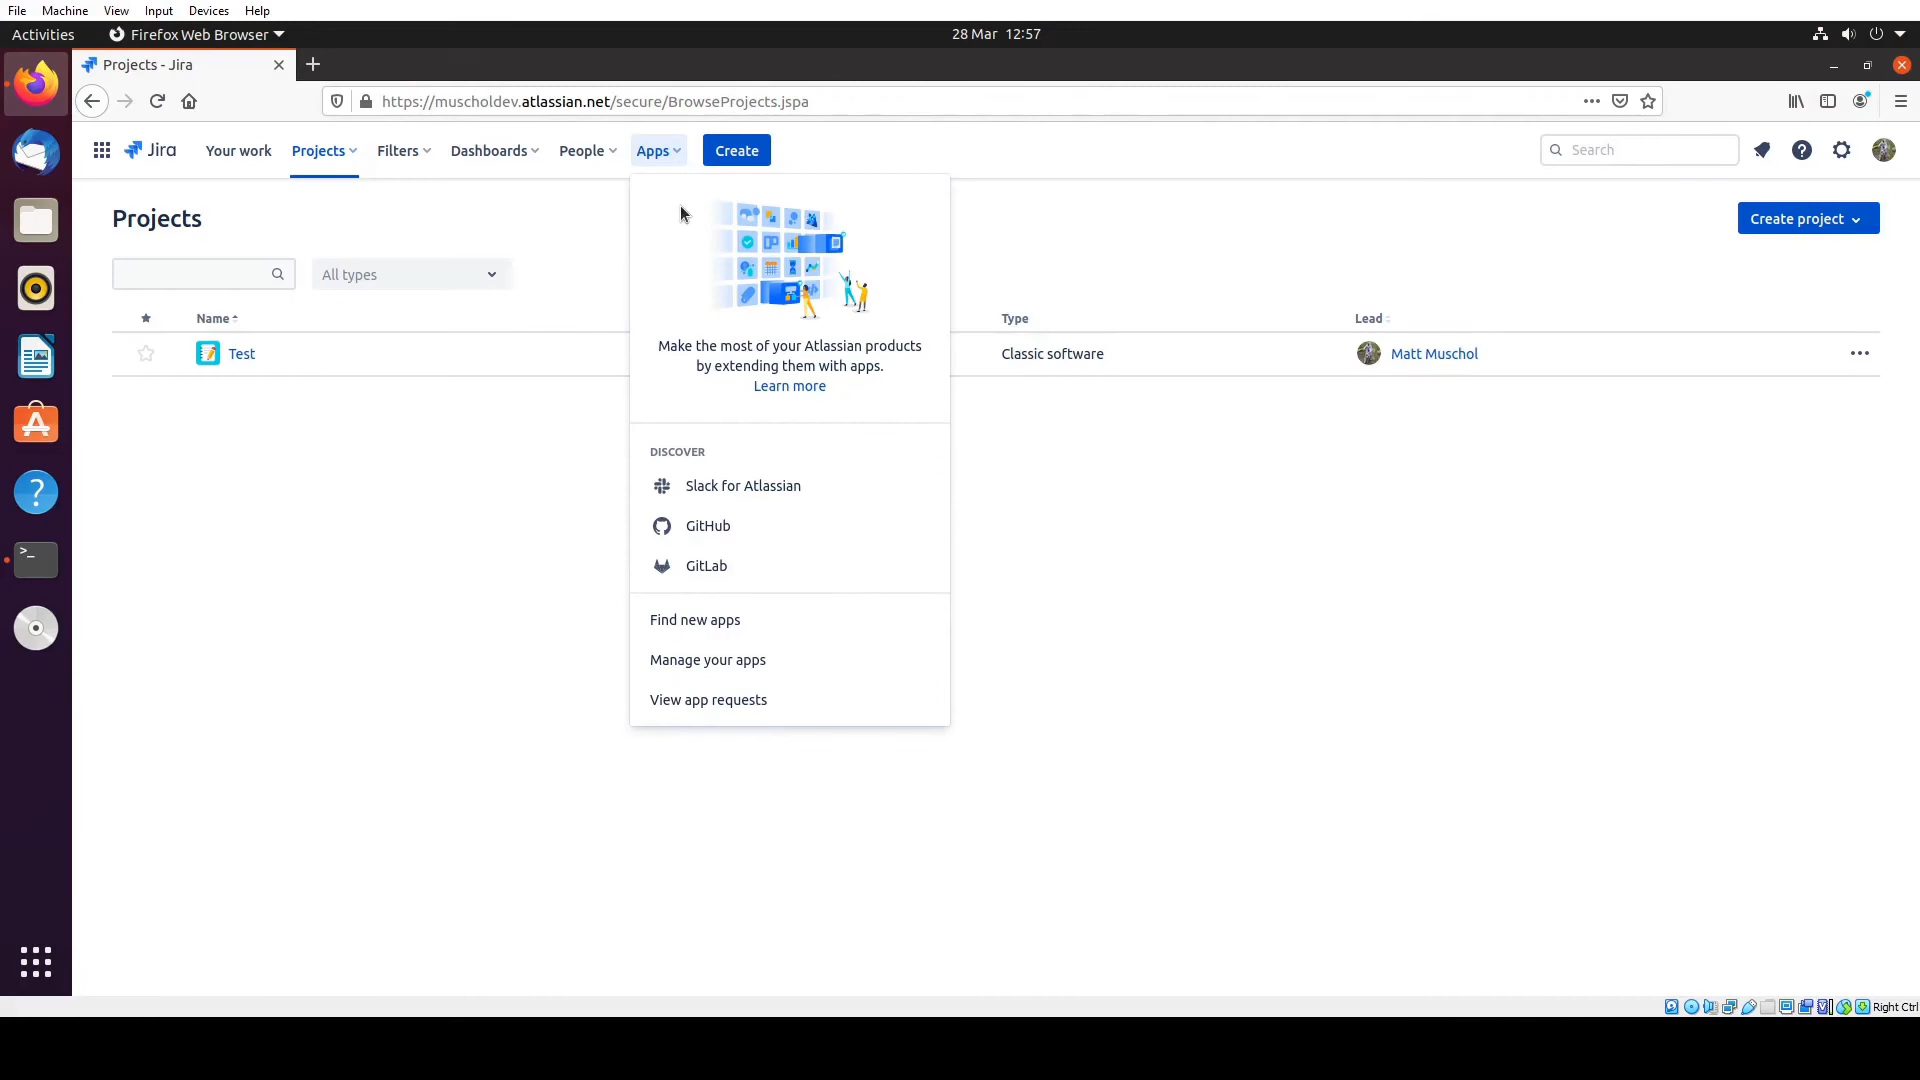 File Machine View Input Devices Help
Activities Firefox Web Browser 28 Mar 12:57
Projects - Jira
https://muscholdev.atlassian.net/secure/BrowseProjects.jspa
Jira Your work Projects Filters Dashboards People Apps Create Search
Projects
Create project
All types
Name Type Lead
Test Classic software Matt Muschol
Make the most of your Atlassian products
by extending them with apps.
Learn more
DISCOVER
Slack for Atlassian
GitHub
GitLab
Find new apps
Manage your apps
View app requests
Right Ctrl